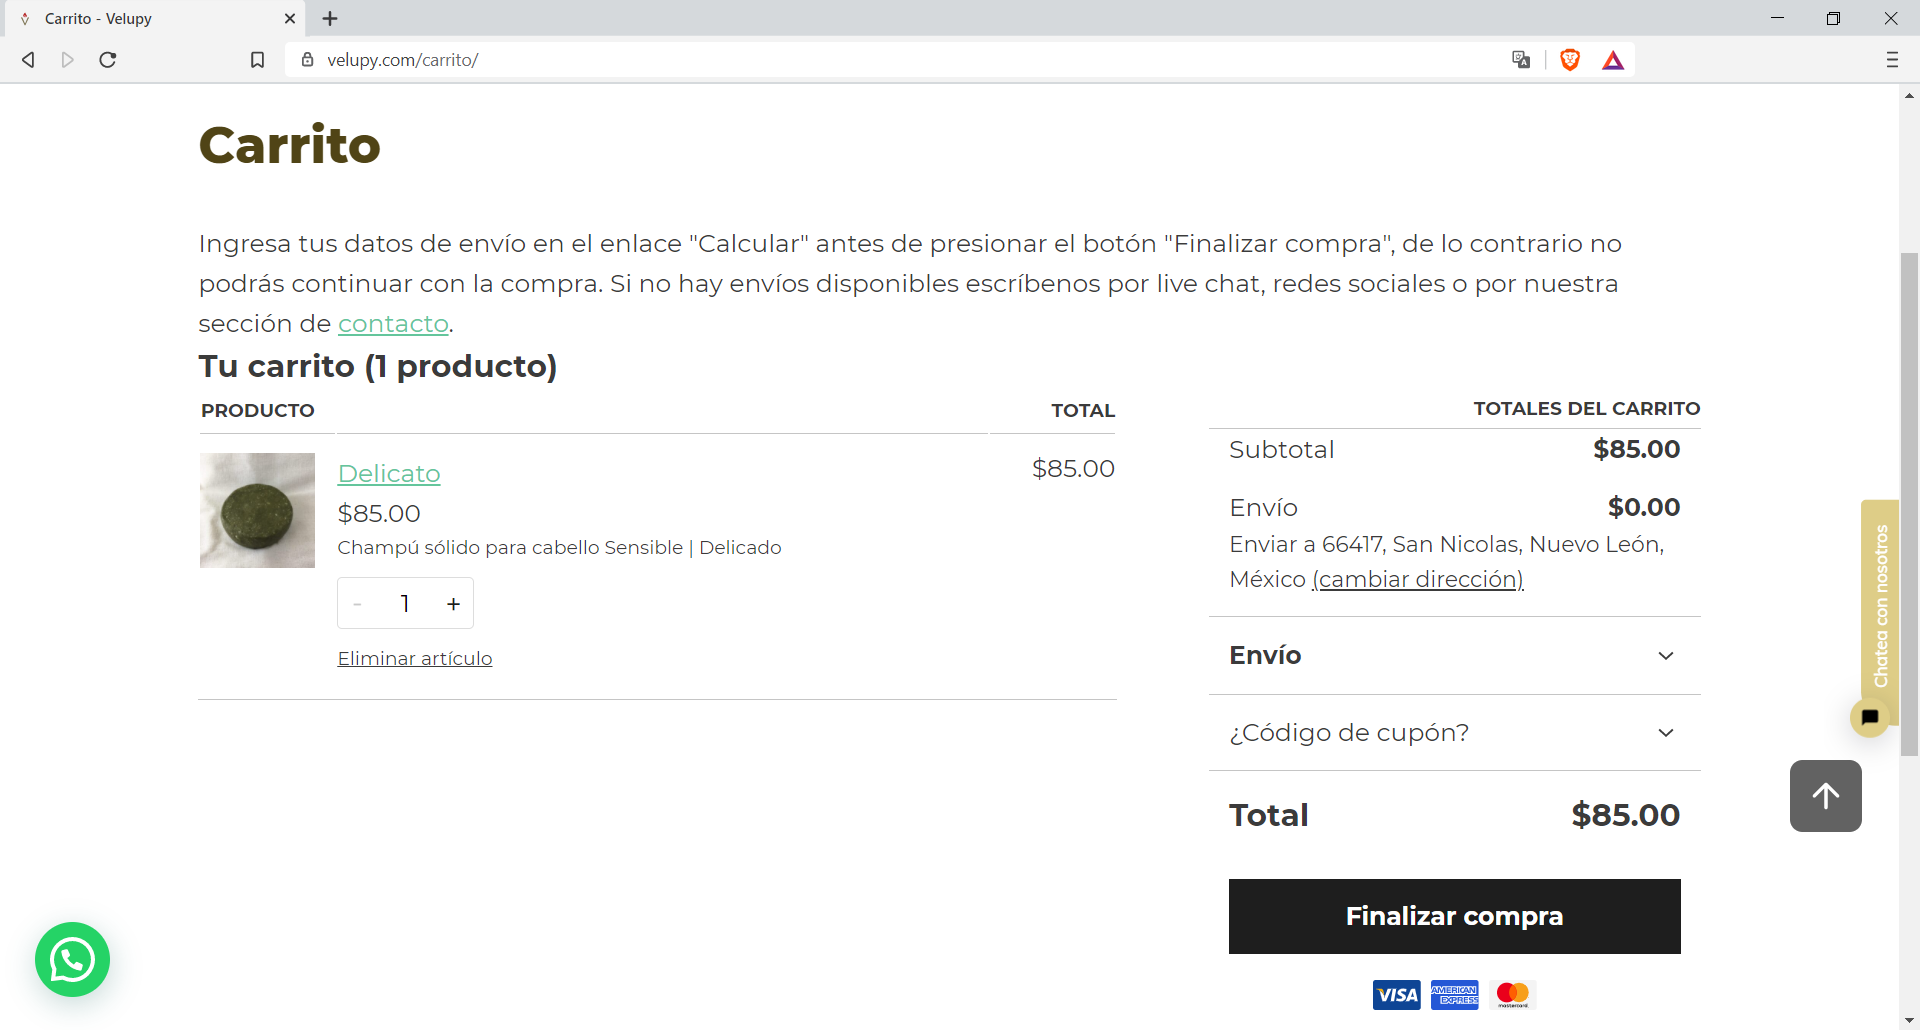 Carrito - Velupy
velupy.com/carrito/
Carrito
Ingresa tus datos de envío en el enlace "Calcular" antes de presionar el botón "Finalizar compra", de lo contrario no
podrás continuar con la compra. Si no hay envíos disponibles escríbenos por live chat, redes sociales o por nuestra
sección de contacto.
Tu carrito (1 producto)
PRODUCTO
TOTAL
Delicato
$85.00
$85.00
Champú sólido para cabello Sensible | Delicado
- 1 +
Eliminar artículo
TOTALES DEL CARRITO
Subtotal $85.00
Envío $0.00
Enviar a 66417, San Nicolas, Nuevo León,
México (cambiar dirección)
Envío
¿Código de cupón?
Total $85.00
Finalizar compra
VISA
AMERICAN EXPRESS
mastercard
Chatea con nosotros